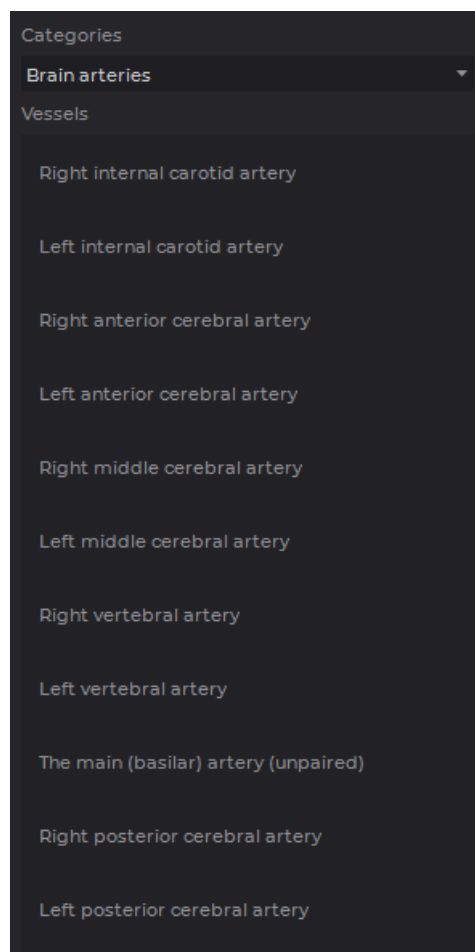 Categories
Brain arteries
Vessels
Right internal carotid artery
Left internal carotid artery
Right anterior cerebral artery
Left anterior cerebral artery
Right middle cerebral artery
Left middle cerebral artery
Right vertebral artery
Left vertebral artery
The main (basilar) artery (unpaired)
Right posterior cerebral artery
Left posterior cerebral artery